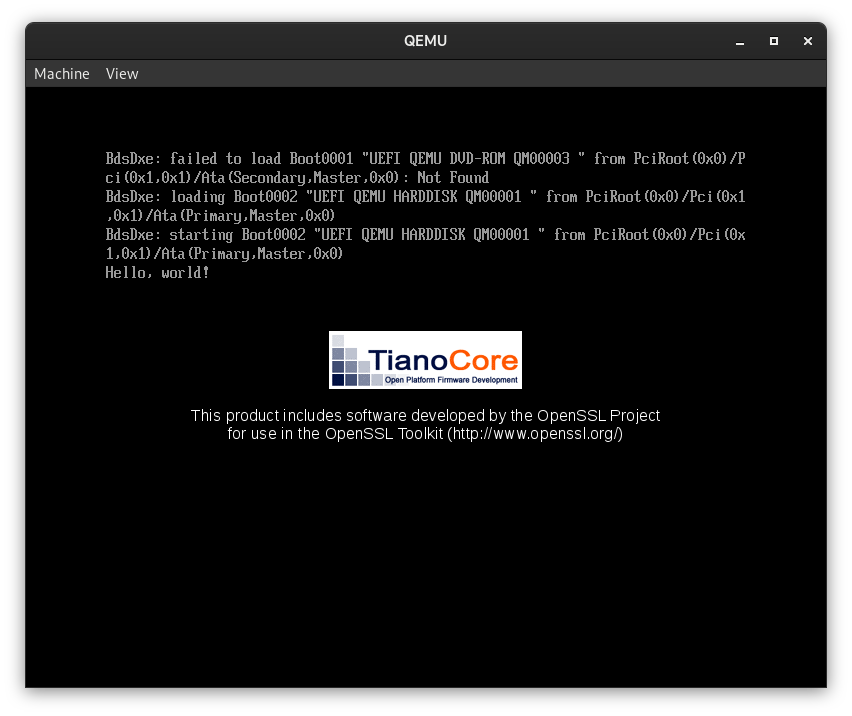 QEMU
Machine View
BdsDxe: failed to load Boot0001 "UEFI QEMU DVD-ROM QM00003 " from PciRoot(0x0)/P
ci(0x1,0x1)/Ata(Secondary,Master,0x0): Not Found
BdsDxe: loading Boot0002 "UEFI QEMU HARDDISK QM00001 " from PciRoot(0x0)/Pci(0x1
,0x1)/Ata(Primary,Master,0x0)
BdsDxe: starting Boot0002 "UEFI QEMU HARDDISK QM00001 " from PciRoot(0x0)/Pci(0x
1,0x1)/Ata(Primary,Master,0x0)
Hello, world!
TianoCore
Open Platform Firmware Development
This product includes software developed by the OpenSSL Project
for use in the OpenSSL Toolkit (http://www.openssl.org/)